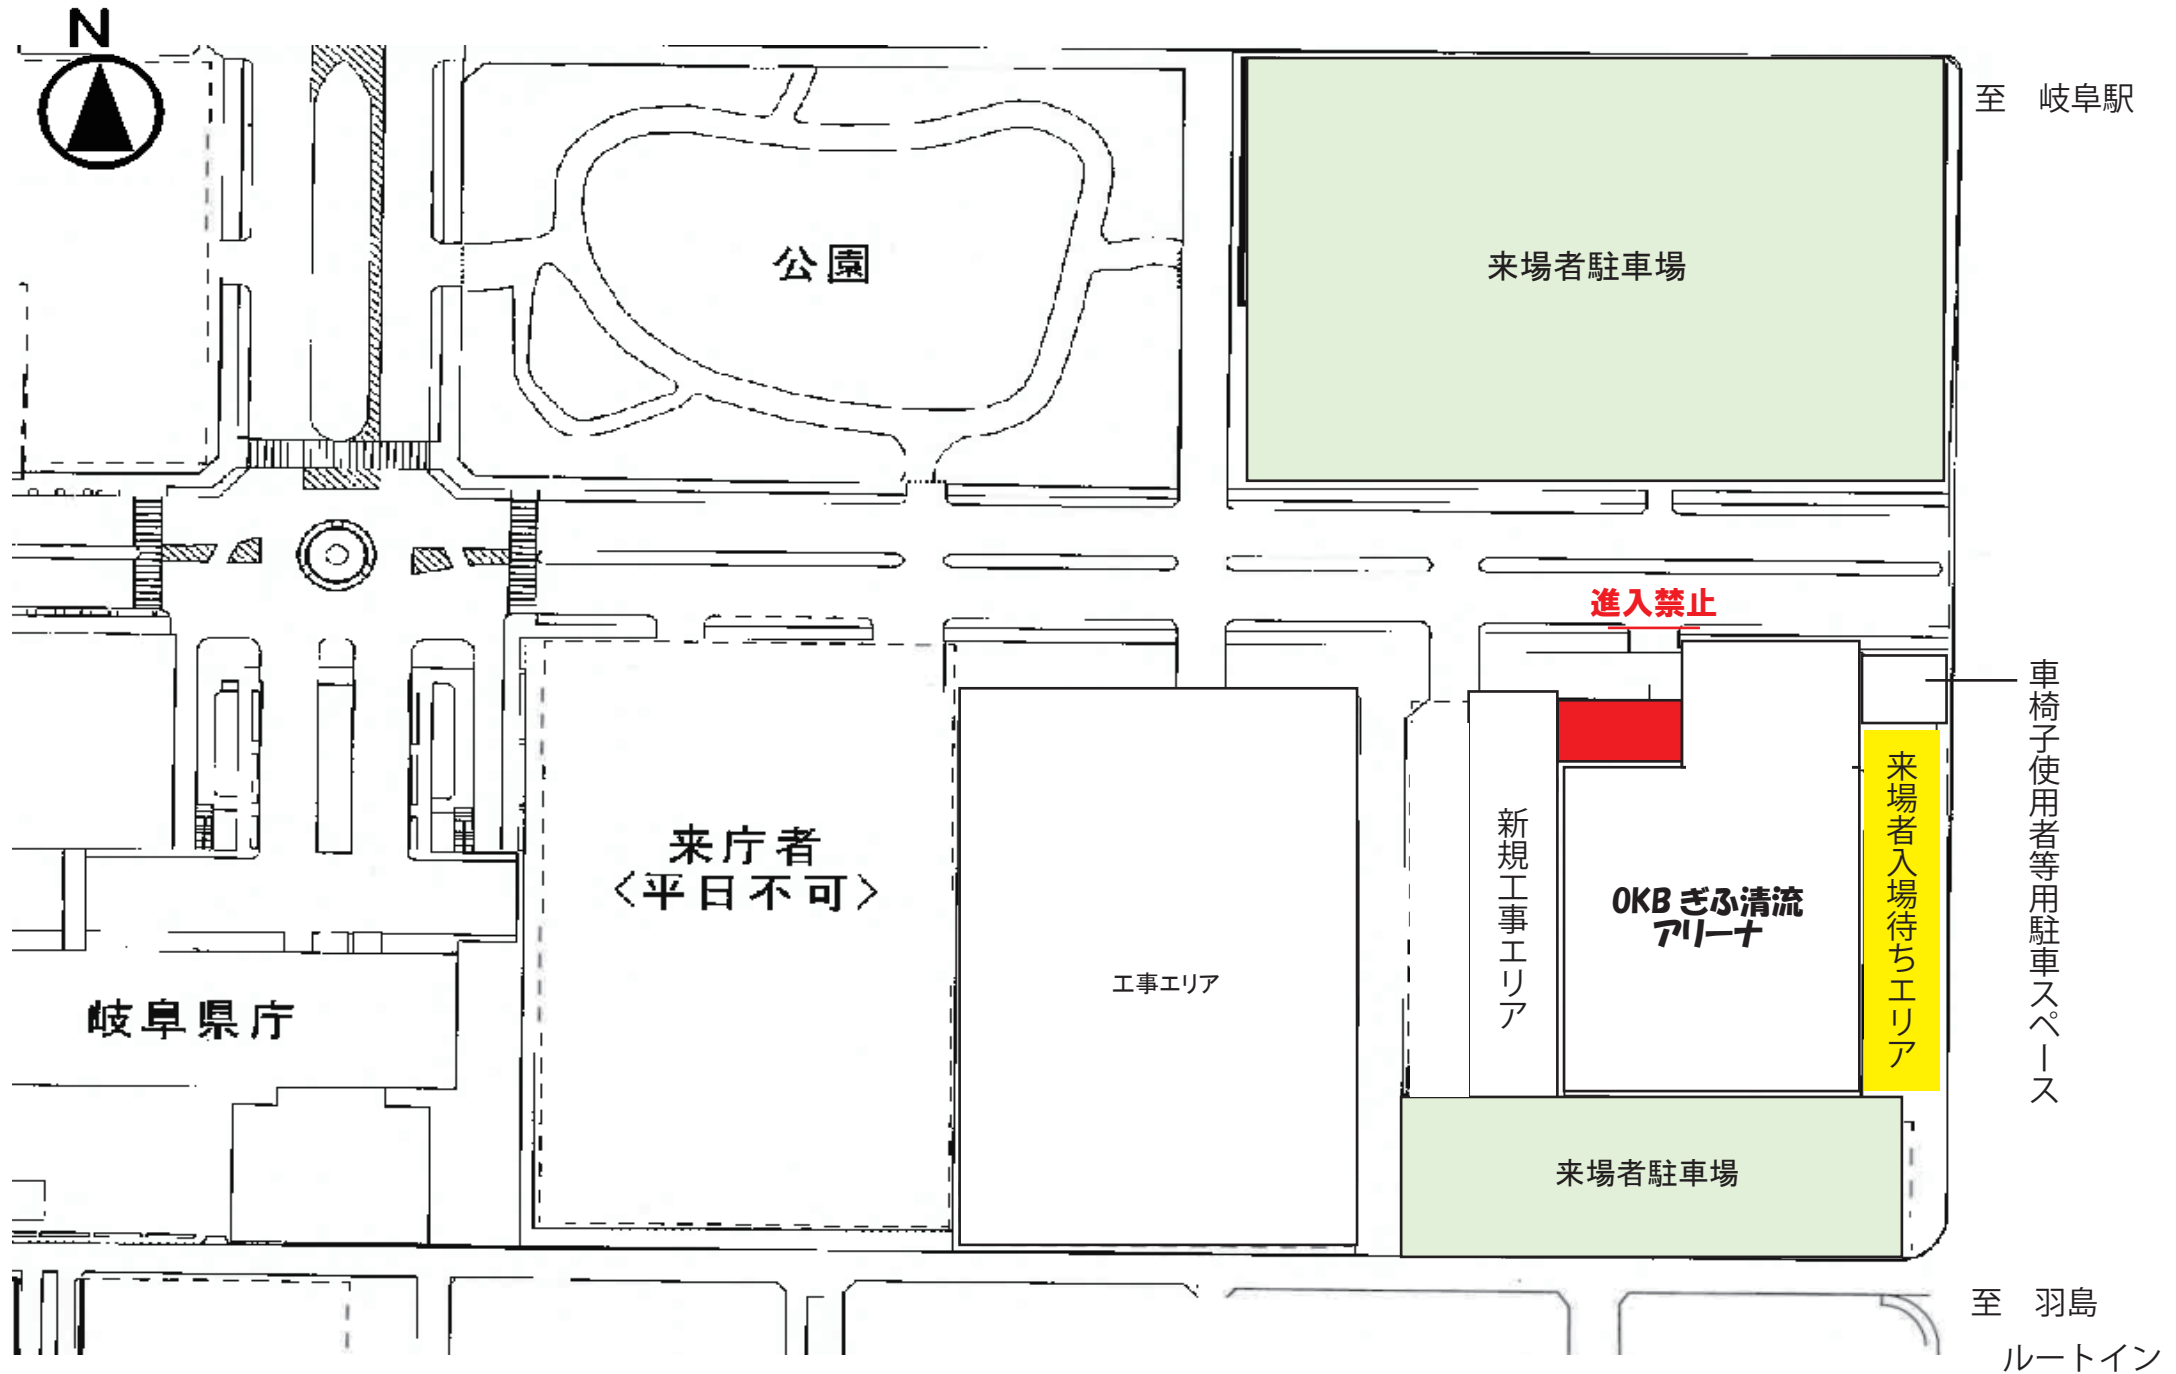 N
至　岐阜駅
公園
来場者駐車場
進入禁止
車椅子使用者等用駐車スペース
来場者入場待ちエリア
新規工事エリア
来庁者
〈平日不可〉
OKB ぎふ清流
アリーナ
工事エリア
岐阜県庁
来場者駐車場
至　羽島
ルートイン